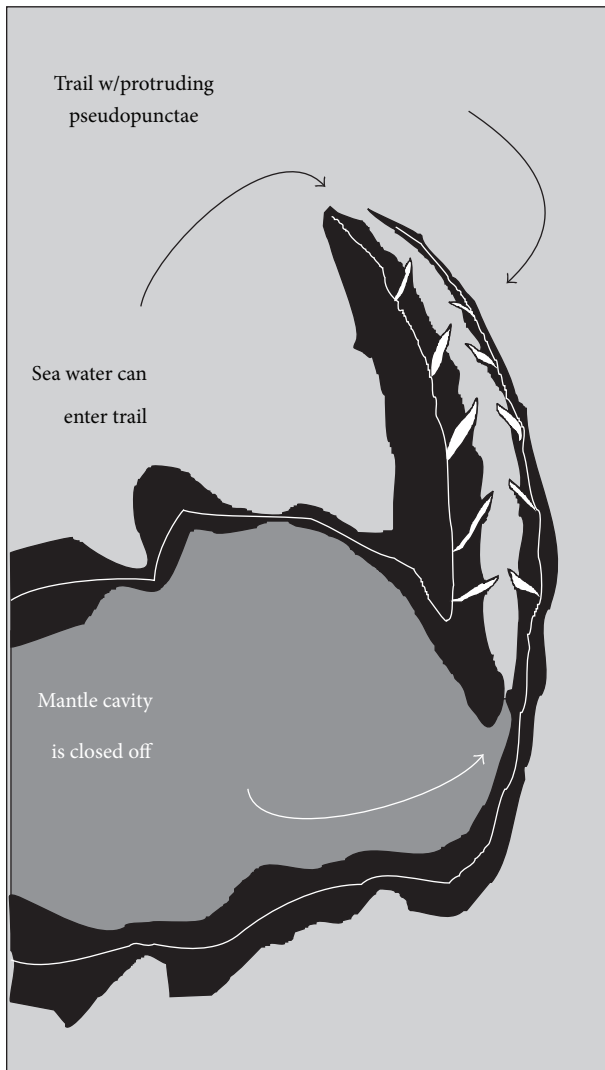 Trail w/protruding
pseudopunctae
Sea water can
enter trail
Mantle cavity
is closed off